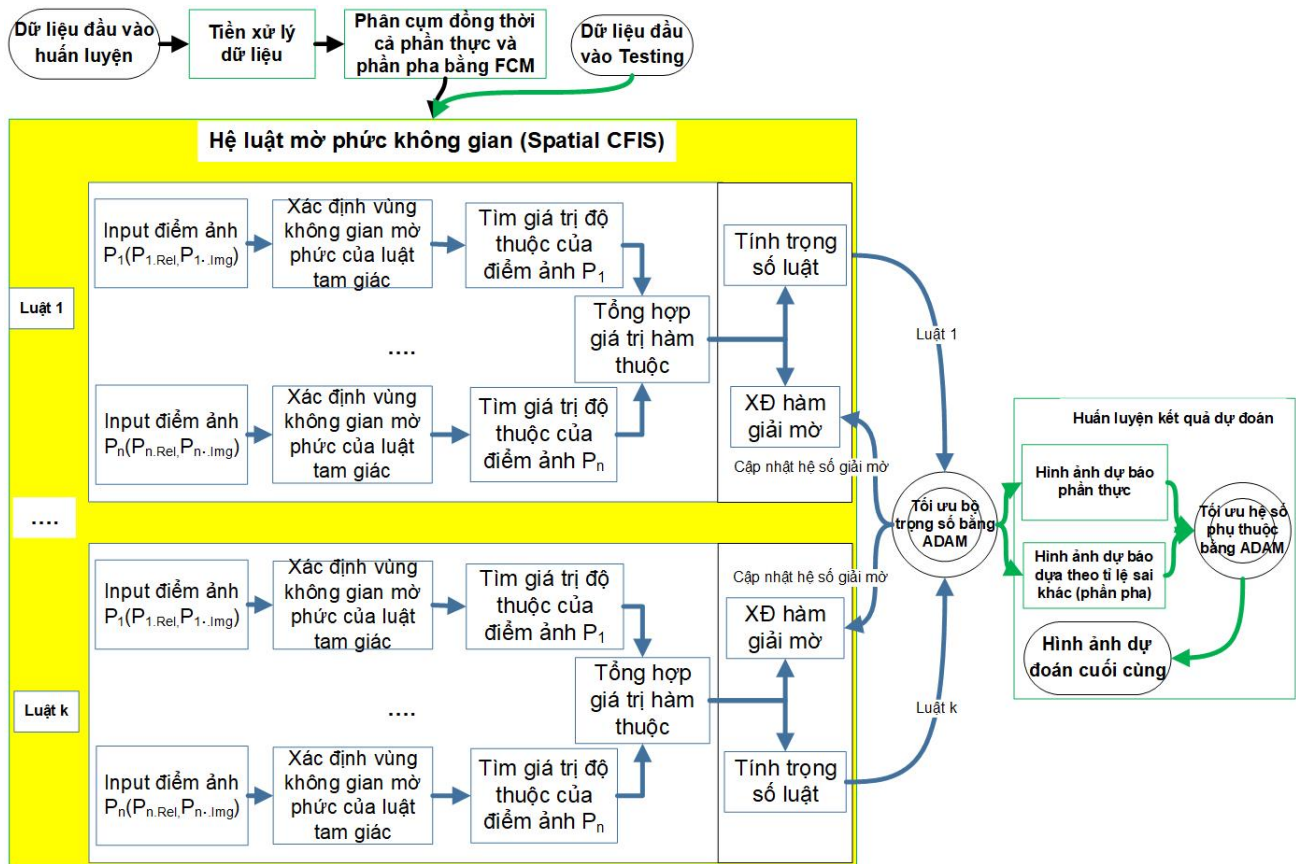 Dữ liệu đầu vào
huấn luyện
Tiền xử lý
dữ liệu
Phân cụm đồng thời
cả phần thực và
phần pha bằng FCM
Dữ liệu đầu
vào Testing
Hệ luật mờ phức không gian (Spatial CFIS)
Luật 1
Input điểm ảnh
P1(P1.Rel,P1..Img)
Xác định vùng
không gian mờ
phức của luật
tam giác
Tìm giá trị độ
thuộc của
điểm ảnh P1
....
Tổng hợp
giá trị hàm
thuộc
Input điểm ảnh
Pn(Pn.Rel,Pn..Img)
Xác định vùng
không gian mờ
phức của luật
tam giác
Tìm giá trị độ
thuộc của
điểm ảnh Pn
Tính trọng
số luật
XĐ hàm
giải mờ
Cập nhật hệ số giải mờ
Luật 1
....
Luật k
Input điểm ảnh
P1(P1.Rel,P1..Img)
Xác định vùng
không gian mờ
phức của luật
tam giác
Tìm giá trị độ
thuộc của
điểm ảnh P1
....
Tổng hợp
giá trị hàm
thuộc
Input điểm ảnh
Pn(Pn.Rel,Pn..Img)
Xác định vùng
không gian mờ
phức của luật
tam giác
Tìm giá trị độ
thuộc của
điểm ảnh Pn
Cập nhật hệ số giải mờ
XĐ hàm
giải mờ
Tính trọng
số luật
Luật k
Tối ưu bộ
trọng số bằng
ADAM
Huấn luyện kết quả dự đoán
Hình ảnh dự báo
phần thực
Hình ảnh dự báo
dựa theo tỉ lệ sai
khác (phần pha)
Tối ưu hệ số
phụ thuộc
bằng ADAM
Hình ảnh dự
đoán cuối cùng